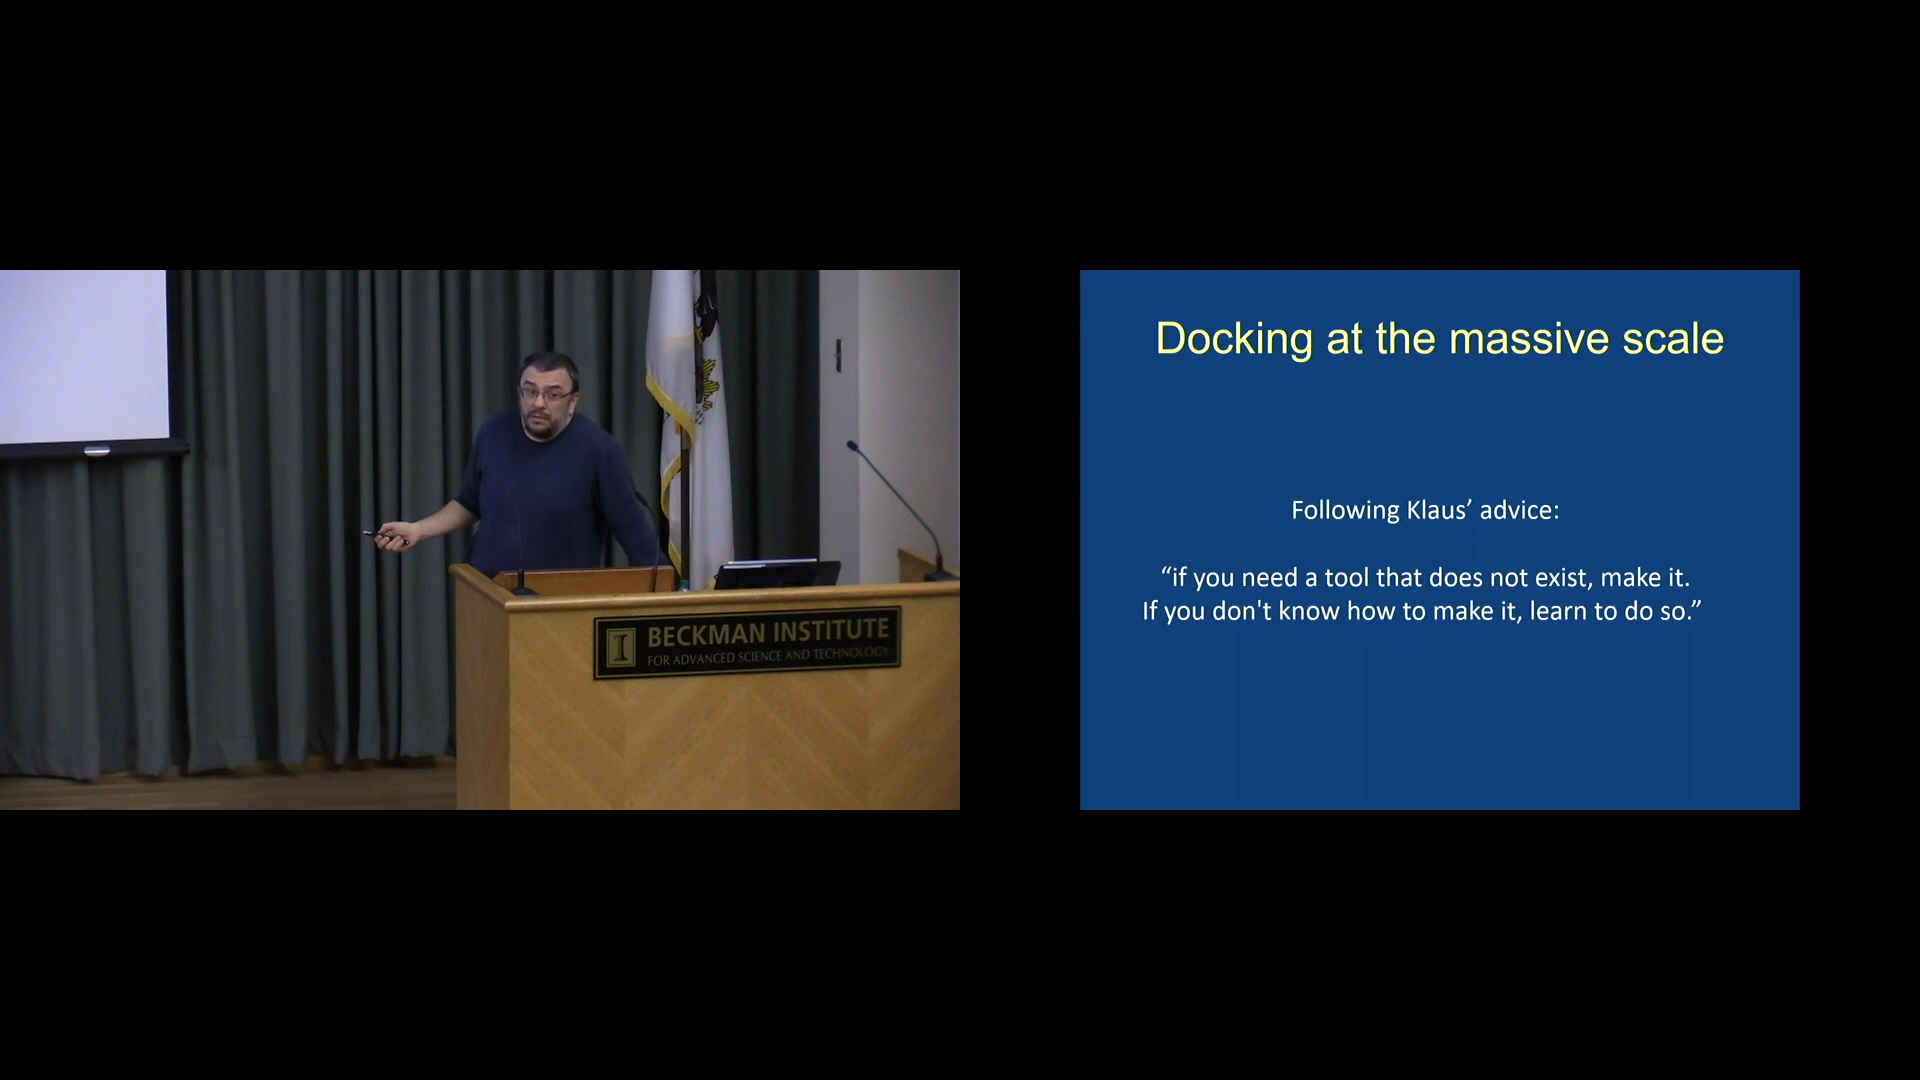 BECKMAN INSTITUTE
FOR ADVANCED SCIENCE AND TECHNOLOGY
Docking at the massive scale
Following Klaus’ advice:
“if you need a tool that does not exist, make it.
If you don't know how to make it, learn to do so.”